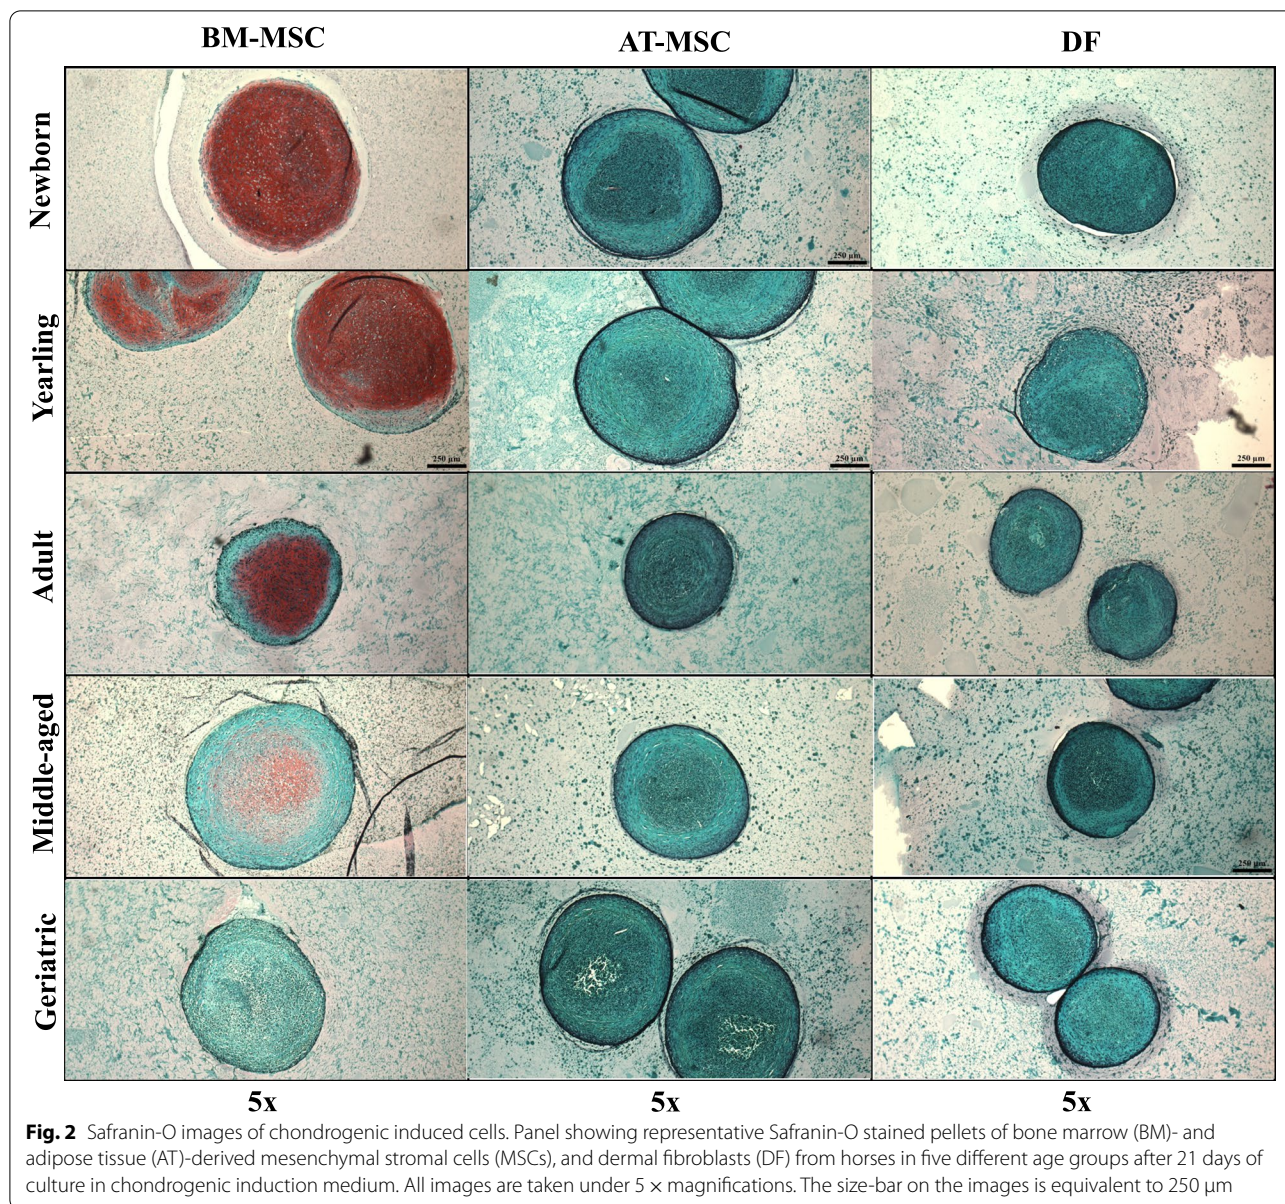 BM-MSC AT-MSC DF
Newborn
250 µm
Yearling
250 µm 250 µm 250 µm
Adult
Middle-aged
250 µm
Geriatric
5x 5x 5x
Fig. 2 Safranin-O images of chondrogenic induced cells. Panel showing representative Safranin-O stained pellets of bone marrow (BM)- and
adipose tissue (AT)-derived mesenchymal stromal cells (MSCs), and dermal fibroblasts (DF) from horses in five different age groups after 21 days of
culture in chondrogenic induction medium. All images are taken under 5 × magnifications. The size-bar on the images is equivalent to 250 µm